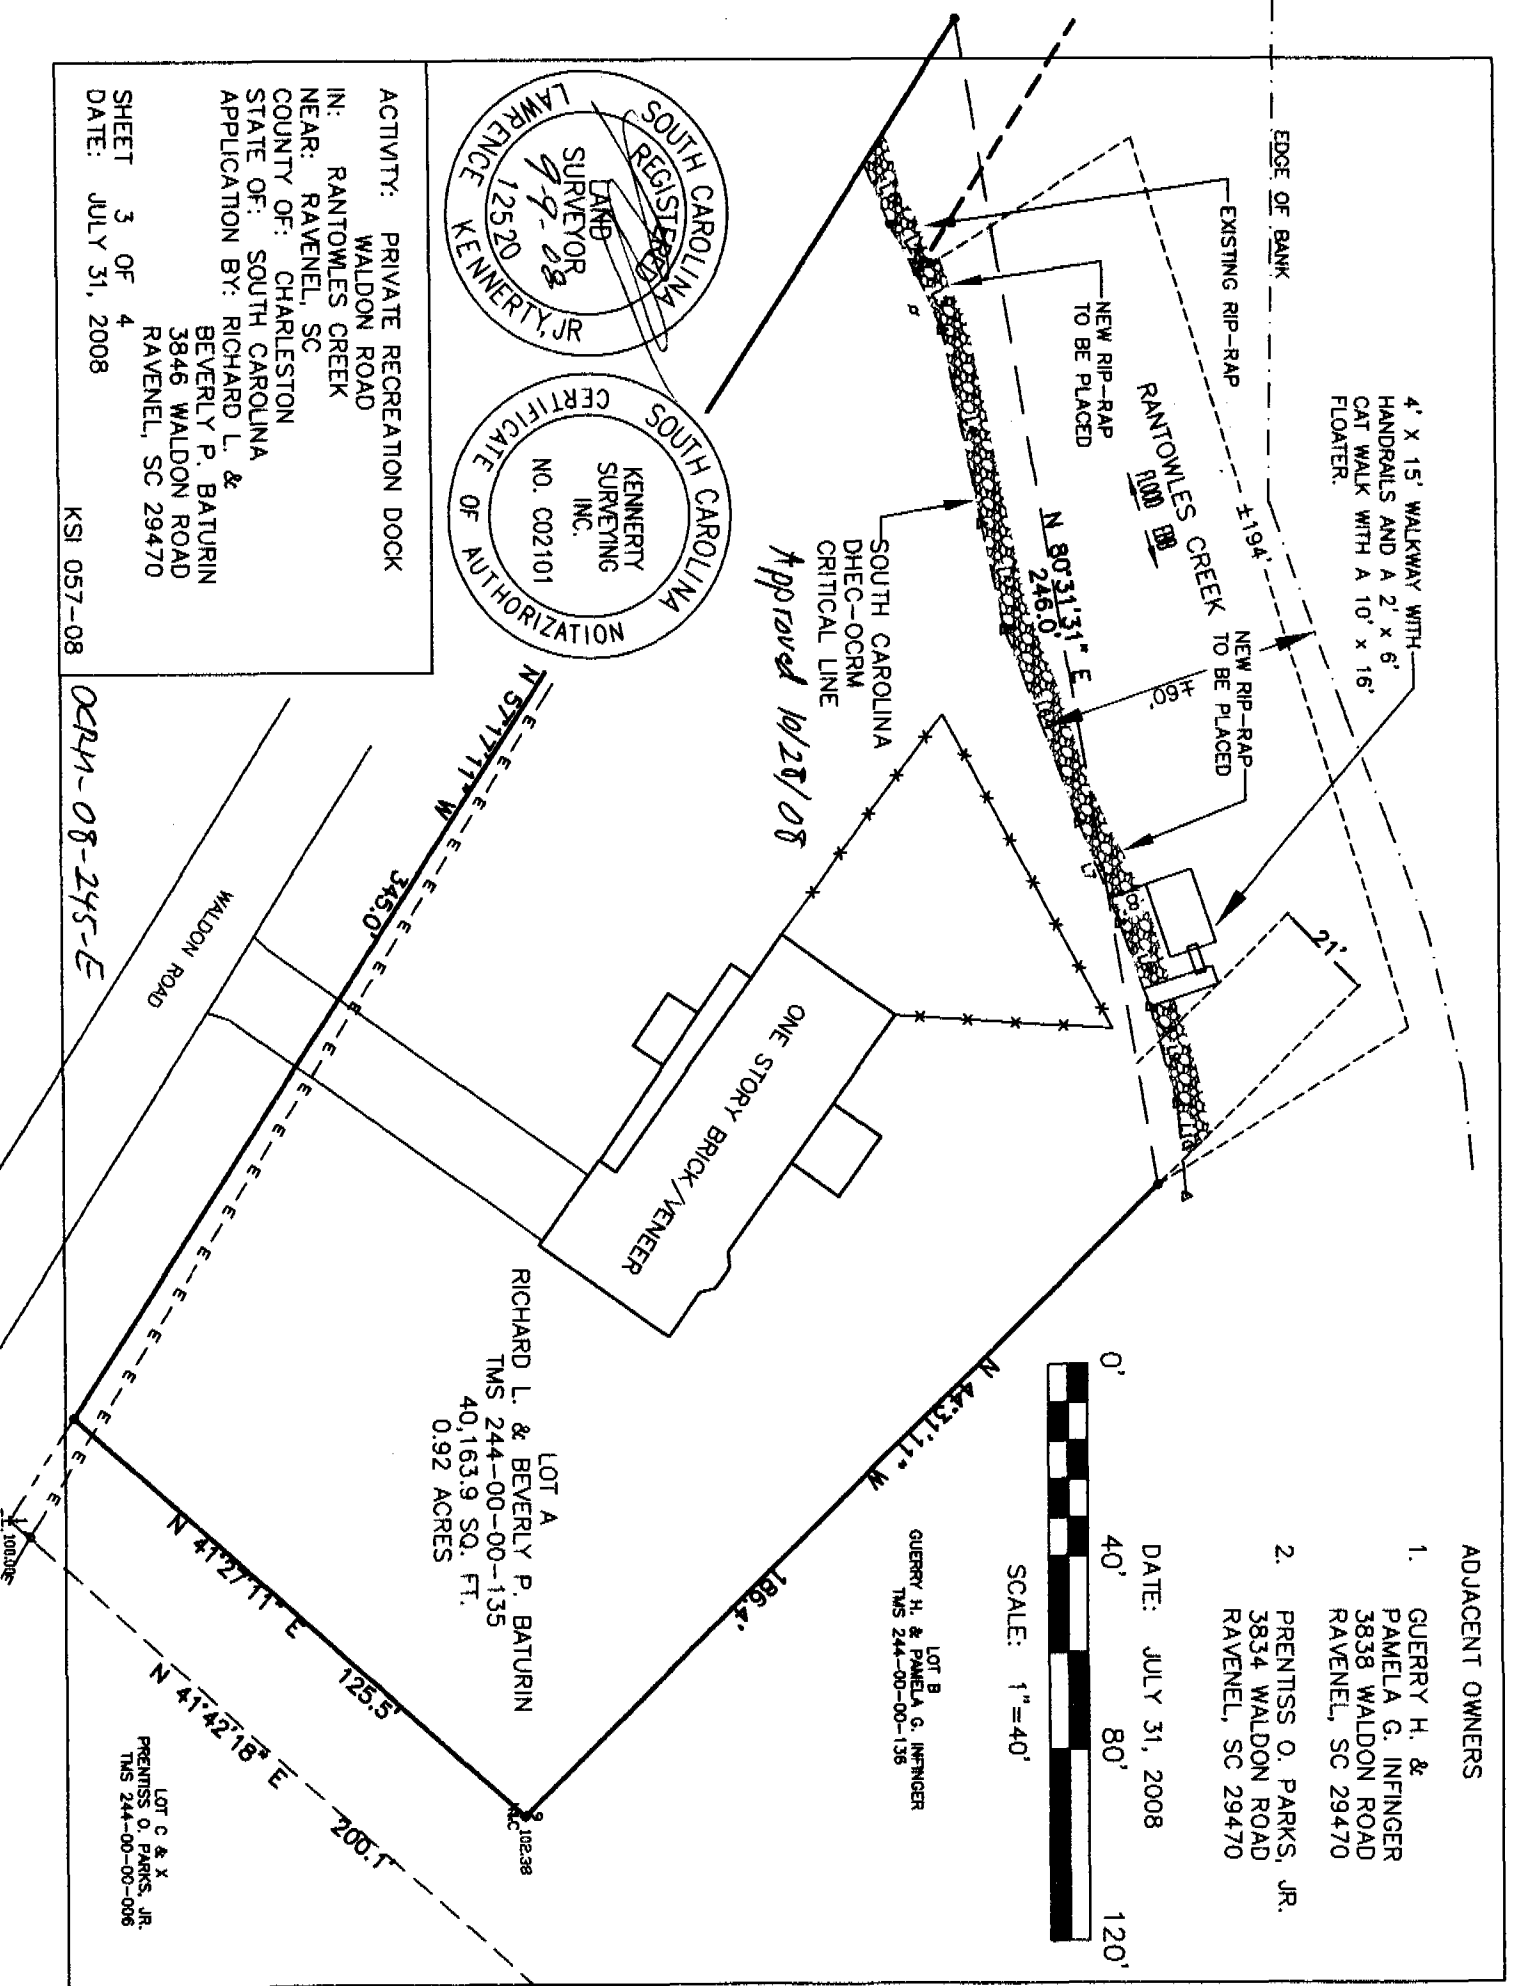 4' X 15' WALKWAY WITH
HANDRAILS AND A 2' x 6'
CAT WALK WITH A 10' x 16'
FLOATER.
EDGE OF BANK
EXISTING RIP-RAP
NEW RIP-RAP
TO BE PLACED
RANTOWLES CREEK
FLOOD EBB
±194'
NEW RIP-RAP
TO BE PLACED
±60'
21'
N 80°31'31" E
246.0'
SOUTH CAROLINA
DHEC-OCRM
CRITICAL LINE
Approved 10/28/08
ADJACENT OWNERS
1. GUERRY H. &
PAMELA G. INFINGER
3838 WALDON ROAD
RAVENEL, SC 29470
2. PRENTISS O. PARKS, JR.
3834 WALDON ROAD
RAVENEL, SC 29470
DATE: JULY 31, 2008
0' 40' 80' 120'
SCALE: 1"=40'
LOT B
GUERRY H. & PAMELA G. INFINGER
TMS 244-00-00-136
N 44°31'11" W
186.4'
ONE STORY BRICK/VENEER
LOT A
RICHARD L. & BEVERLY P. BATURIN
TMS 244-00-00-135
40,163.9 SQ. FT.
0.92 ACRES
102.38
N 41°27'11" E
125.5'
N 41°42'18" E
200.1'
LOT C & X
PRENTISS O. PARKS, JR.
TMS 244-00-00-006
N 57°17'11" W
345.0'
E E E E E E E E E E E E E E E E E E E E
WALDON ROAD
SOUTH CAROLINA
REGISTERED
LAND
SURVEYOR
9-9-08
12520
LAWRENCE KENNERTY, JR
SOUTH CAROLINA
KENNERTY
SURVEYING
INC.
NO. C02101
CERTIFICATE OF AUTHORIZATION
ACTIVITY: PRIVATE RECREATION DOCK
WALDON ROAD
IN: RANTOWLES CREEK
NEAR: RAVENEL, SC
COUNTY OF: CHARLESTON
STATE OF: SOUTH CAROLINA
APPLICATION BY: RICHARD L. &
BEVERLY P. BATURIN
3846 WALDON ROAD
RAVENEL, SC 29470
SHEET 3 OF 4
DATE: JULY 31, 2008
KSI 057-08
OCRM-08-245-E